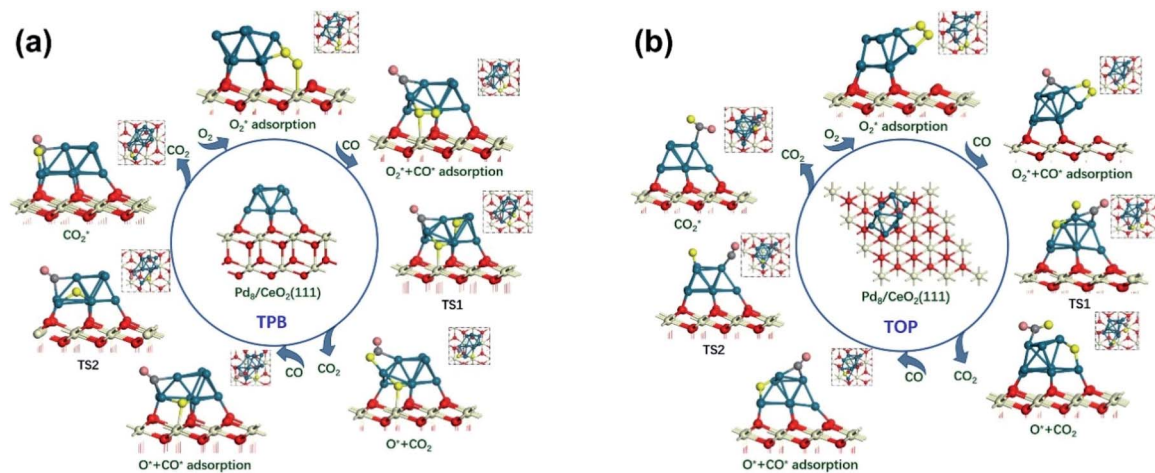 (a)
O₂* adsorption
O₂
CO
O₂*+CO* adsorption
TS1
CO₂
O*+CO₂
CO
O*+CO* adsorption
TS2
CO₂*
CO₂
Pd₈/CeO₂(111)
TPB
(b)
O₂* adsorption
O₂
CO
O₂*+CO* adsorption
TS1
CO₂
O*+CO₂
CO
O*+CO* adsorption
TS2
CO₂*
CO₂
Pd₈/CeO₂(111)
TOP